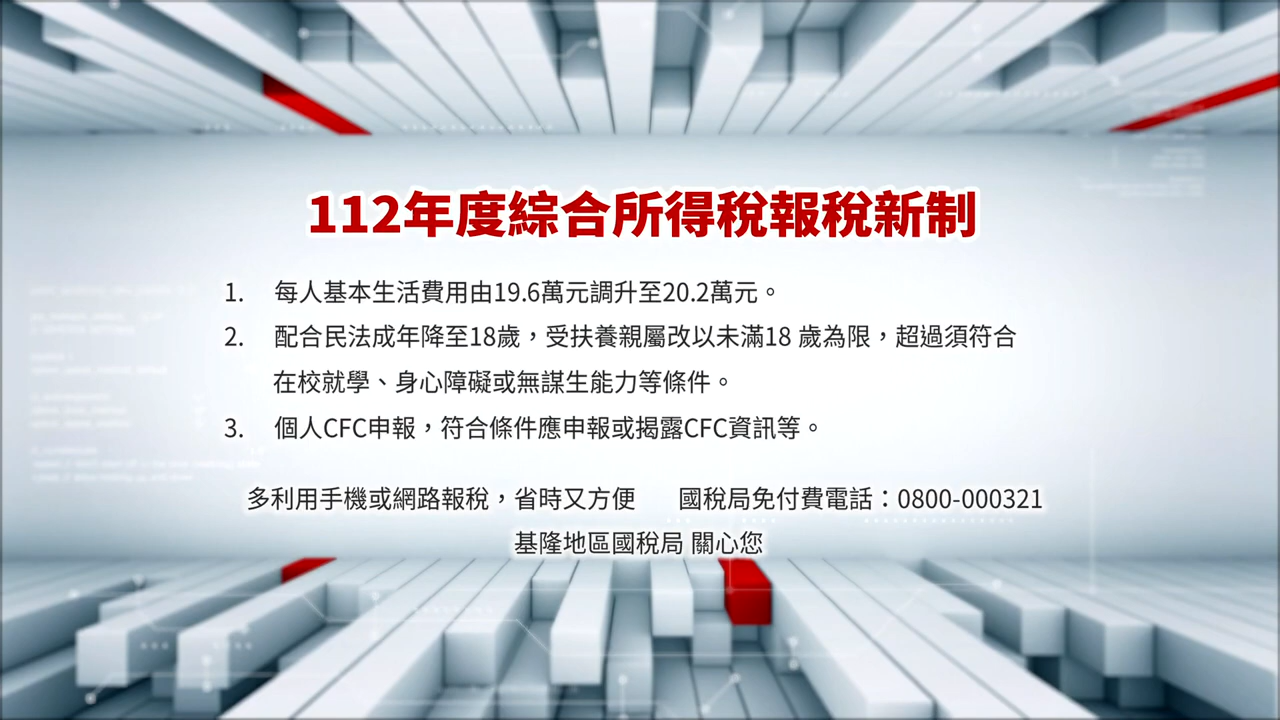 112年度綜合所得稅報稅新制
1. 每人基本生活費用由19.6萬元調升至20.2萬元。
2. 配合民法成年降至18歲，受扶養親屬改以未滿18 歲為限，超過須符合
在校就學、身心障礙或無謀生能力等條件。
3. 個人CFC申報，符合條件應申報或揭露CFC資訊等。
多利用手機或網路報稅，省時又方便 國稅局免付費電話：0800-000321
基隆地區國稅局 關心您